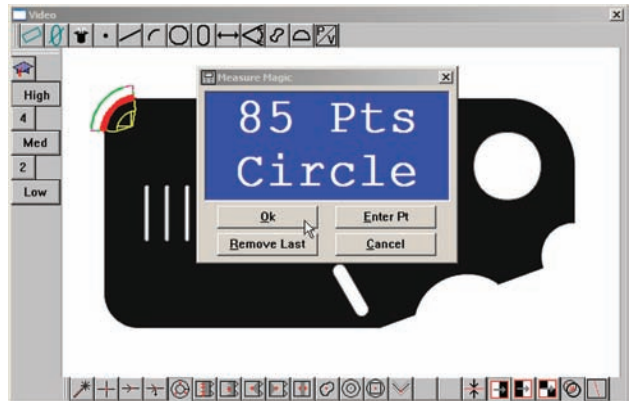 Video
P/V
High
4
Med
2
Low
Measure Magic
85 Pts
Circle
Ok
Enter Pt
Remove Last
Cancel